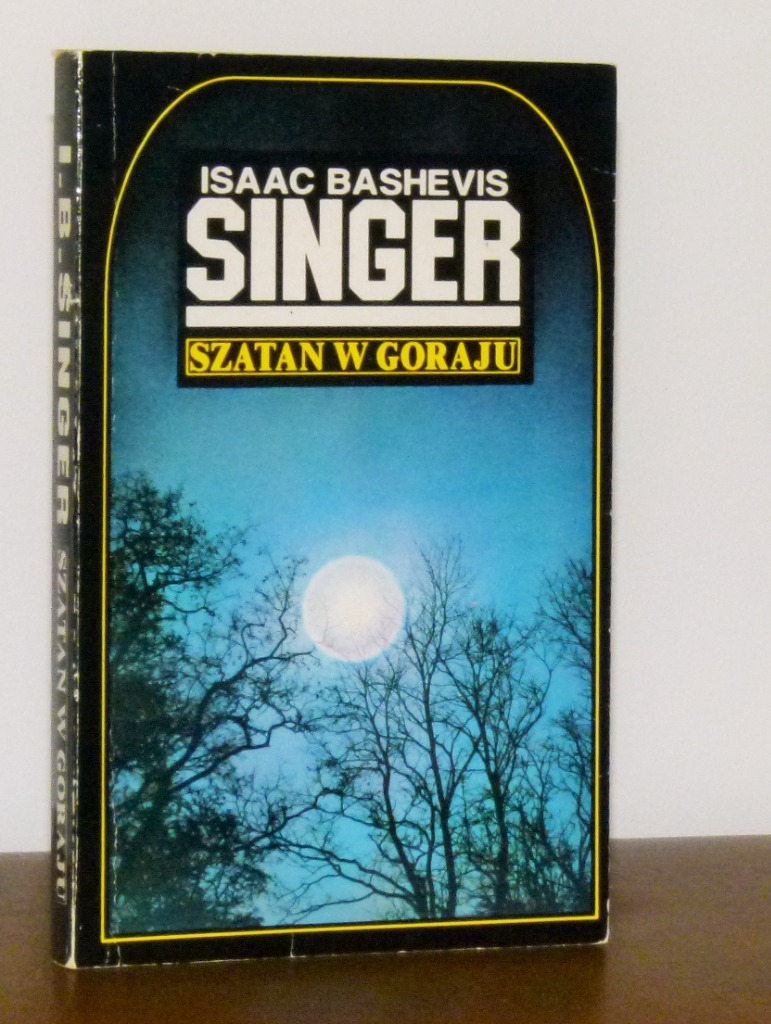 ISAAC BASHEVIS
SINGER
SZATAN W GORAJU
I. B. SINGER SZATAN W GORAJU